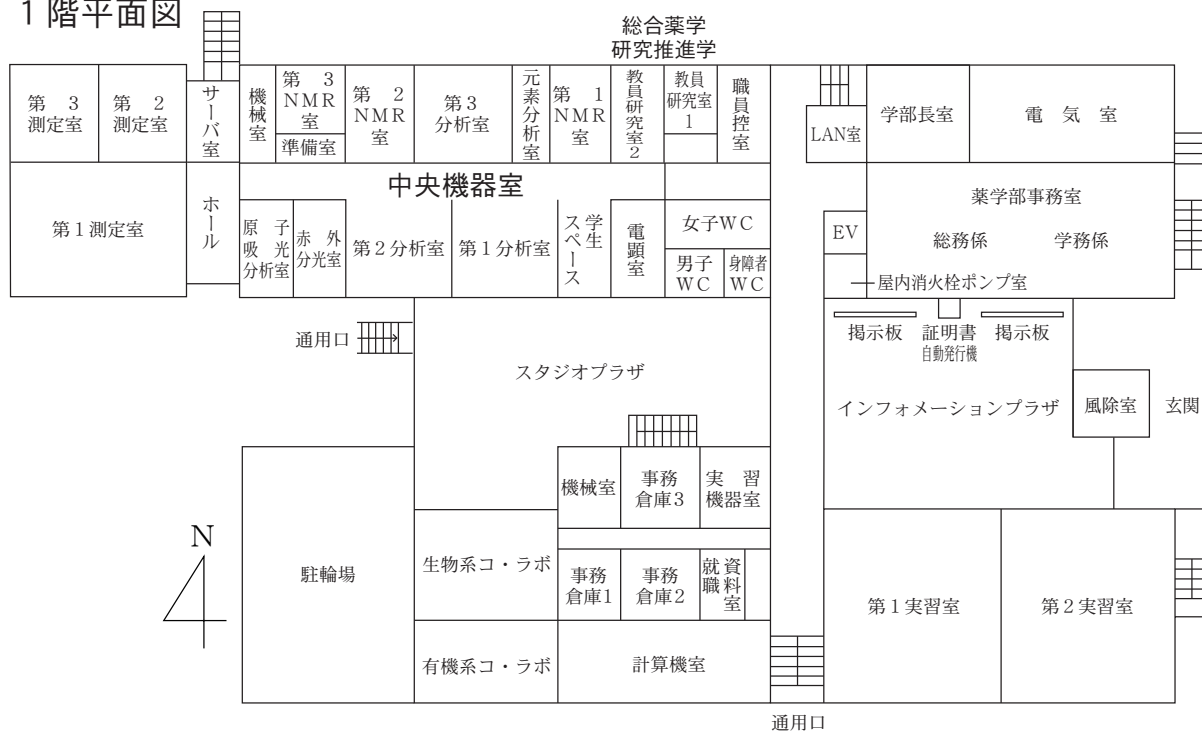 1階平面図
総合薬学
研究推進学
第　3
測定室
第　2
測定室
サーバ室
機械室
第　3
NMR
室
準備室
第　2
NMR
室
第3
分析室
元素分析室
第　1
NMR
室
教員研究室2
教員
研究室
1
職員控室
LAN室
学部長室
電　気　室
中央機器室
第1測定室
ホール
原　子
吸　光
分析室
赤　外
分光室
第2分析室
第1分析室
学生
スペース
電顕室
女子WC
男子
WC
身障者
WC
EV
薬学部事務室
総務係
学務係
屋内消火栓ポンプ室
掲示板
証明書
自動発行機
掲示板
通用口
スタジオプラザ
インフォメーションプラザ
風除室
玄関
機械室
事務
倉庫3
実　習
機器室
N
駐輪場
生物系コ・ラボ
事務
倉庫1
事務
倉庫2
就職
資料室
第1実習室
第2実習室
有機系コ・ラボ
計算機室
通用口